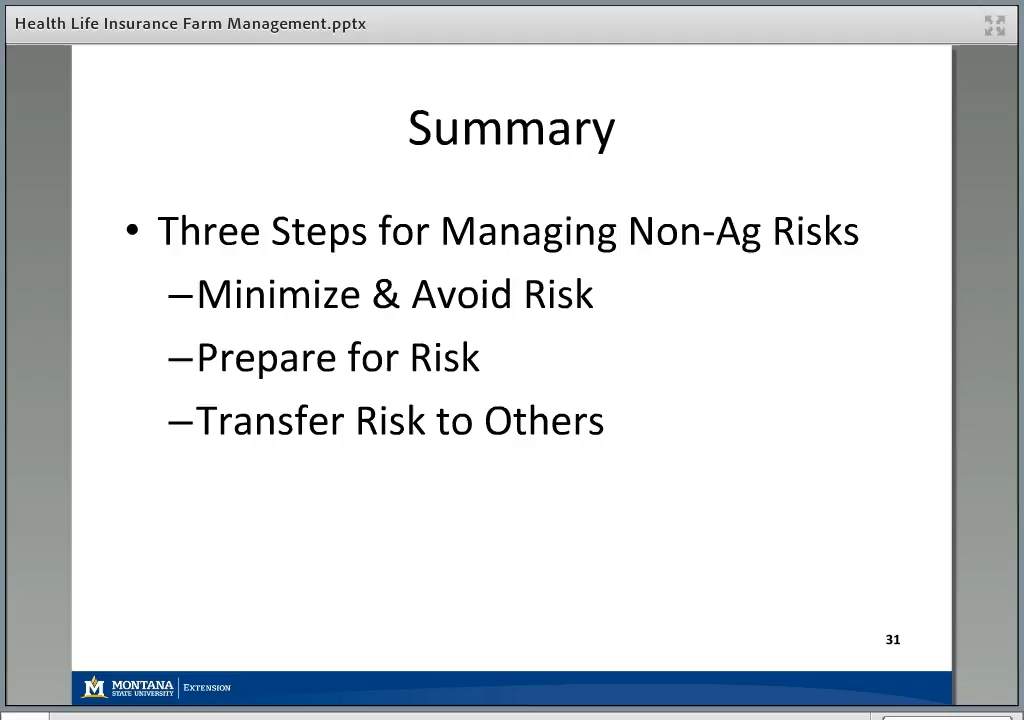 Health Life Insurance Farm Management.pptx
Summary
• Three Steps for Managing Non-Ag Risks
–Minimize & Avoid Risk
–Prepare for Risk
–Transfer Risk to Others
31
MONTANA
STATE UNIVERSITY
EXTENSION